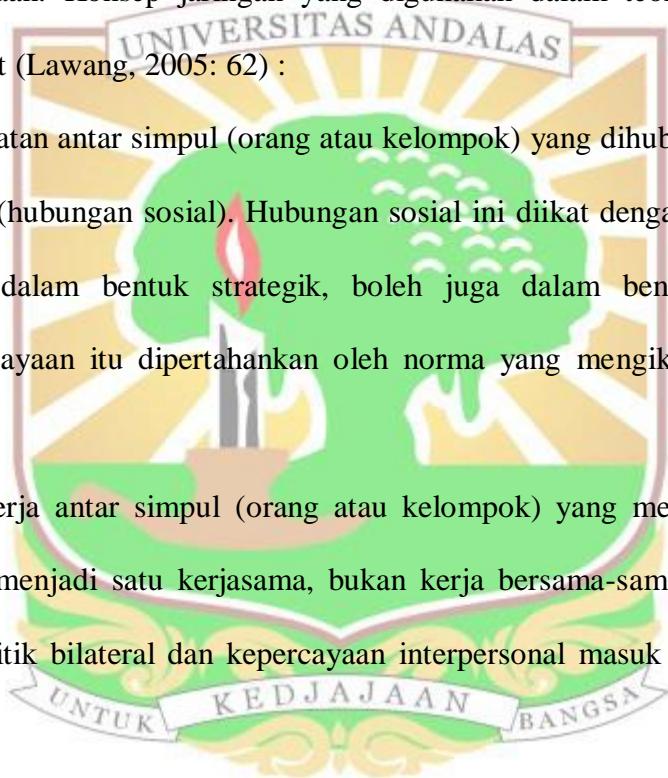 aan. Konsep jaringan yang digunakan dalam teo
UNIVERSITAS ANDALAS
t (Lawang, 2005: 62) :
atan antar simpul (orang atau kelompok) yang dihub
(hubungan sosial). Hubungan sosial ini diikat denga
dalam bentuk strategik, boleh juga dalam ben
ayaan itu dipertahankan oleh norma yang mengik
erja antar simpul (orang atau kelompok) yang me
menjadi satu kerjasama, bukan kerja bersama-sam
itik bilateral dan kepercayaan interpersonal masuk
UNTUK KEDJAJAAN BANGSA